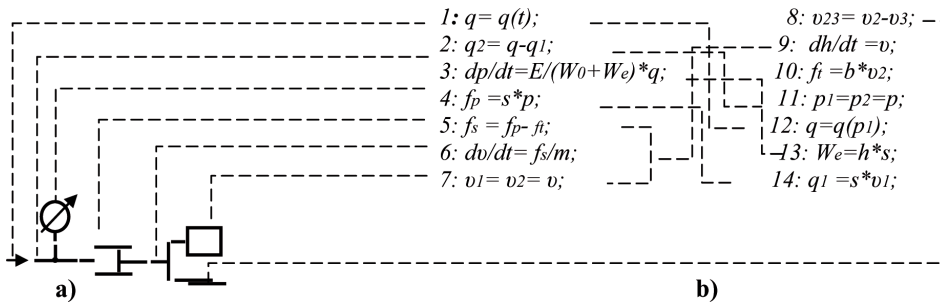 1: q= q(t);
2: q2= q-q1;
3: dp/dt=E/(W0+We)*q;
4: fp =s*p;
5: fs = fp- ft;
6: dυ/dt= fs/m;
7: υ1= υ2= υ;
8: υ23= υ2-υ3;
9: dh/dt =υ;
10: ft =b*υ2;
11: p1=p2=p;
12: q=q(p1);
13: We=h*s;
14: q1 =s*υ1;
a)
b)